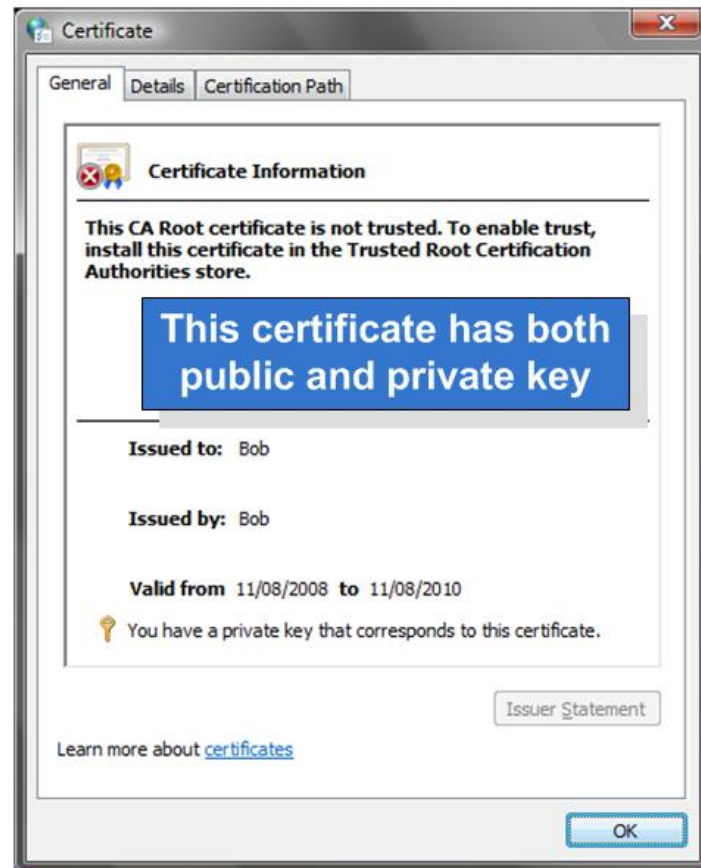 Certificate
General Details Certification Path
Certificate Information
This CA Root certificate is not trusted. To enable trust,
install this certificate in the Trusted Root Certification
Authorities store.
This certificate has both
public and private key
Issued to: Bob
Issued by: Bob
Valid from 11/08/2008 to 11/08/2010
You have a private key that corresponds to this certificate.
Issuer Statement
Learn more about certificates
OK